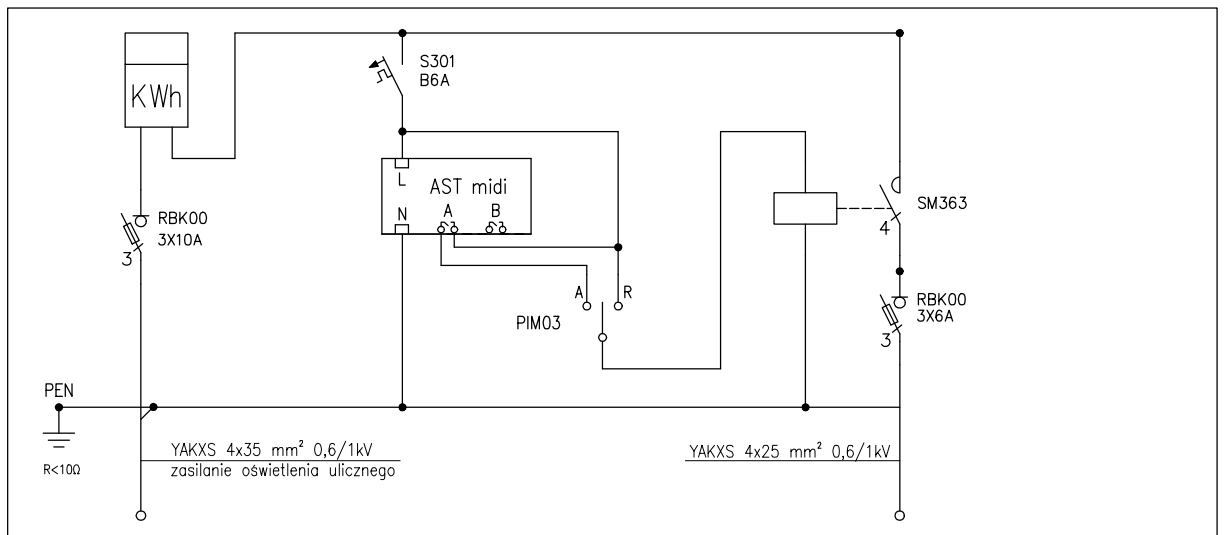 KWh
S301
B6A
L
AST midi
N
A
B
RBK00
3X10A
3
A
R
PIM03
SM363
4
RBK00
3X6A
3
PEN
R<10Ω
YAKXS 4x35 mm² 0,6/1kV
zasilanie oświetlenia ulicznego
YAKXS 4x25 mm² 0,6/1kV